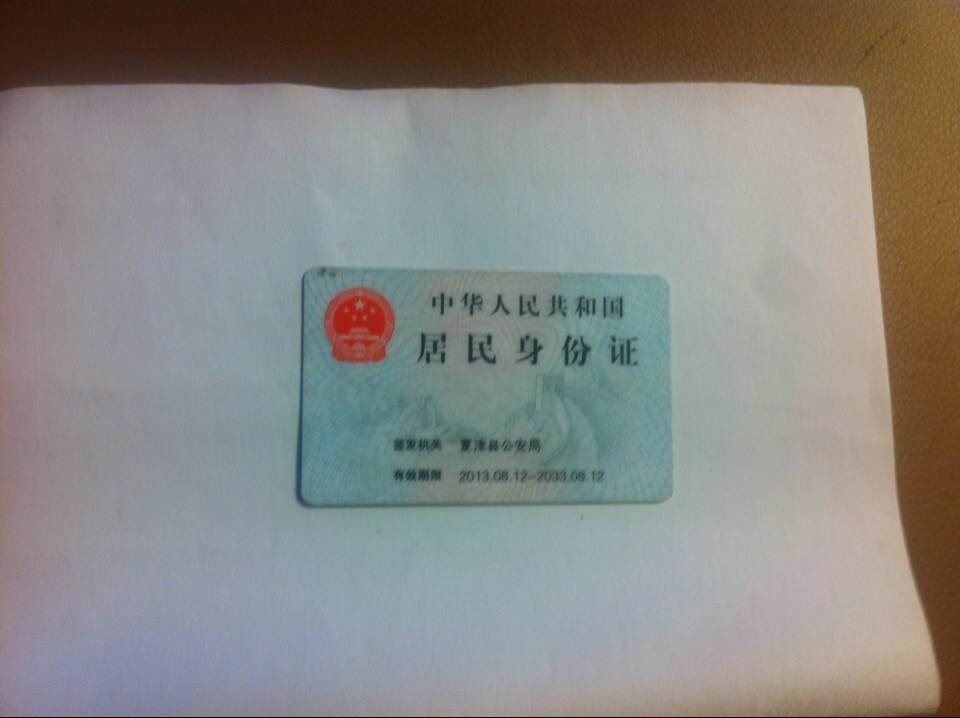 中华人民共和国
居民身份证
签发机关 夏津县公安局
有效期限 2013.08.12-2033.08.12